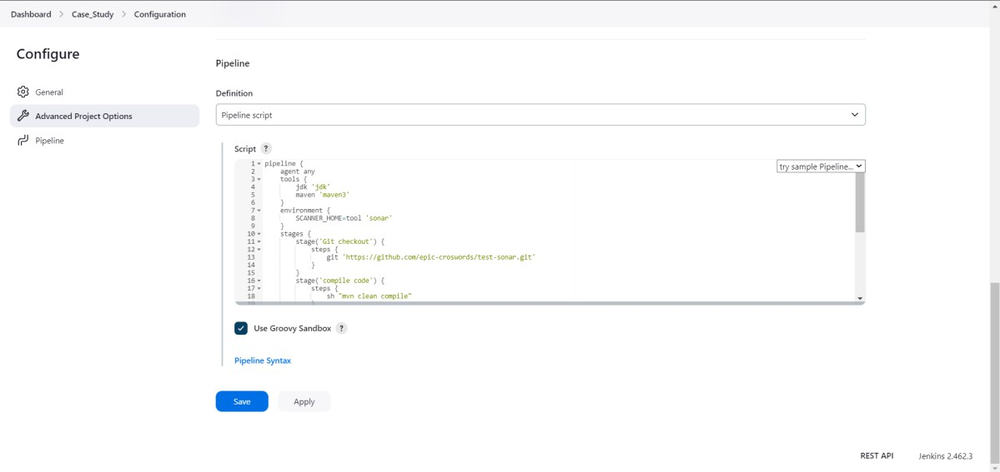 Dashboard > Case_Study > Configuration
Configure
General
Advanced Project Options
Pipeline
Pipeline
Definition
Pipeline script
Script ?
try sample Pipeline...
1 pipeline {
2     agent any
3     tools {
4         jdk 'jdk'
5         maven 'maven3'
6     }
7     environment {
8         SCANNER_HOME=tool 'sonar'
9     }
10     stages {
11         stage('Git checkout') {
12             steps {
13                 git 'https://github.com/epic-croswords/test-sonar.git'
14             }
15         }
16         stage('compile code') {
17             steps {
18                 sh "mvn clean compile"
Use Groovy Sandbox ?
Pipeline Syntax
Save Apply
REST API Jenkins 2.462.3